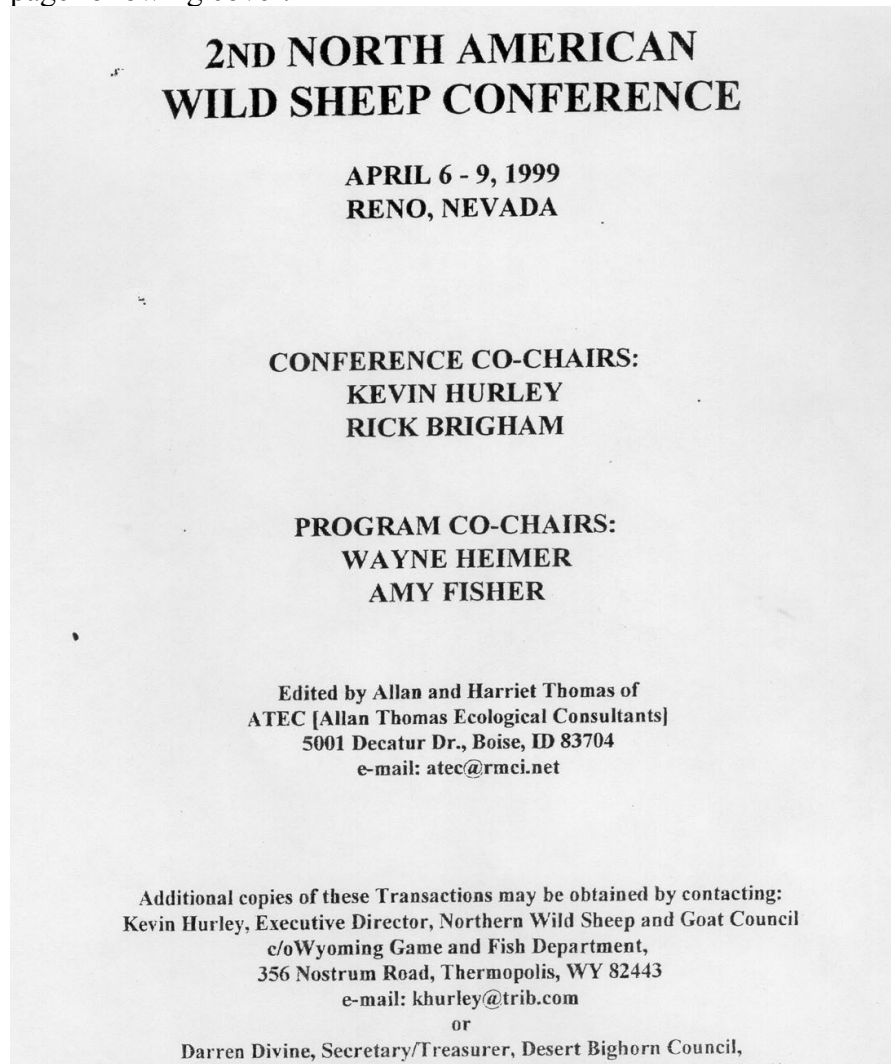 page following cover.
2ND NORTH AMERICAN
WILD SHEEP CONFERENCE
APRIL 6 - 9, 1999
RENO, NEVADA
CONFERENCE CO-CHAIRS:
KEVIN HURLEY
RICK BRIGHAM
PROGRAM CO-CHAIRS:
WAYNE HEIMER
AMY FISHER
Edited by Allan and Harriet Thomas of
ATEC [Allan Thomas Ecological Consultants]
5001 Decatur Dr., Boise, ID 83704
e-mail: atec@rmci.net
Additional copies of these Transactions may be obtained by contacting:
Kevin Hurley, Executive Director, Northern Wild Sheep and Goat Council
c/oWyoming Game and Fish Department,
356 Nostrum Road, Thermopolis, WY 82443
e-mail: khurley@trib.com
or
Darren Divine, Secretary/Treasurer, Desert Bighorn Council,